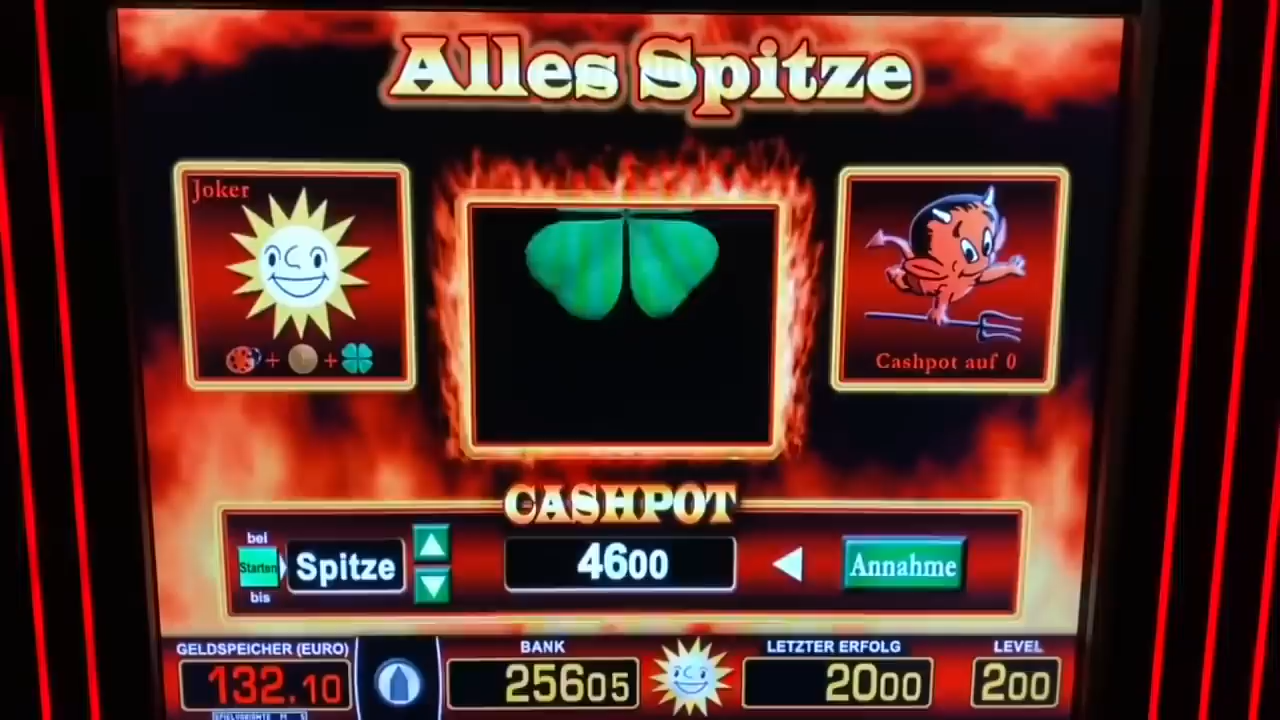 Alles Spitze
Joker
+ +
Cashpot auf 0
CASHPOT
bei
Starten
bis
Spitze
4600
Annahme
GELDSPEICHER (EURO)
132.10
BANK
25605
LETZTER ERFOLG
2000
LEVEL
200
SPIELVARIANTE M S